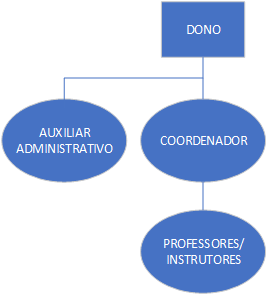 DONO
AUXILIAR
ADMINISTRATIVO
COORDENADOR
PROFESSORES/
INSTRUTORES